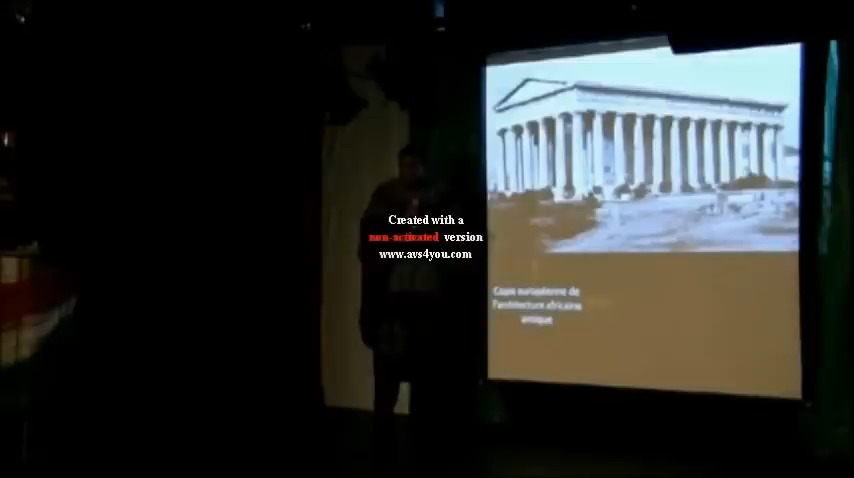 Created with a
non-activated version
www.avs4you.com
Copie européenne de
l'architecture africaine
antique